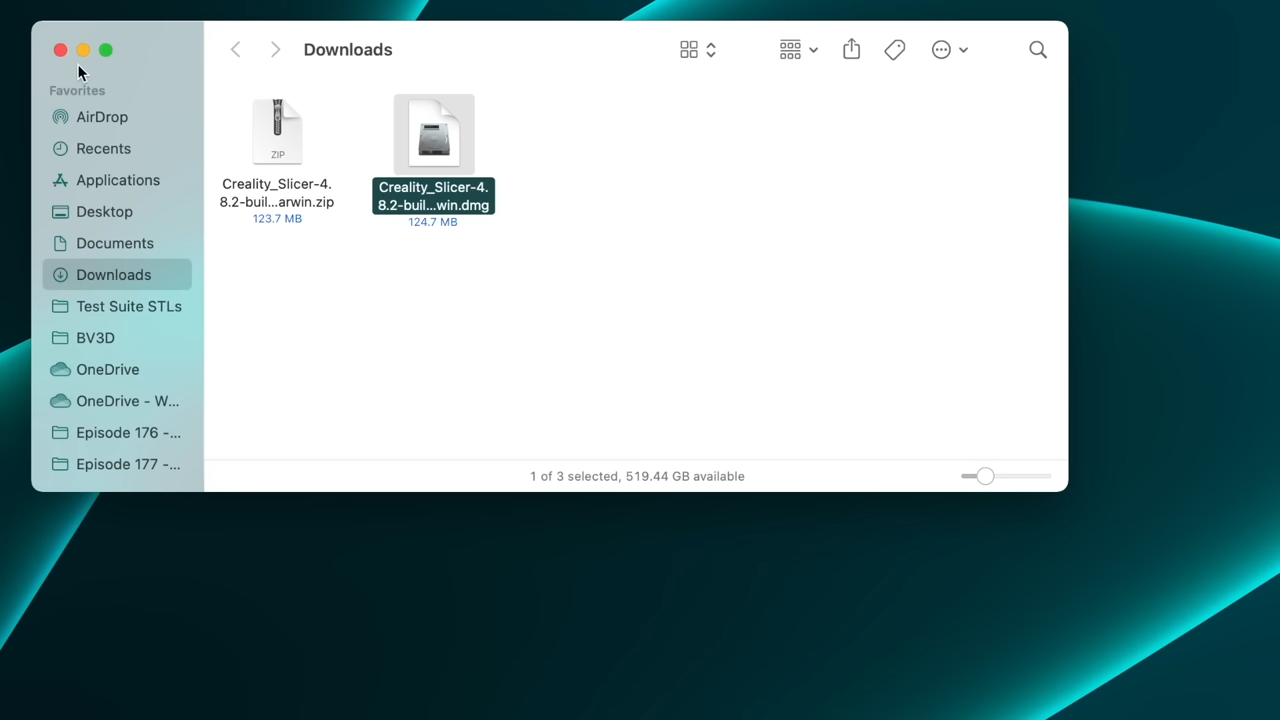 Downloads
Favorites
AirDrop
Recents
Applications
Desktop
Documents
Downloads
Test Suite STLs
BV3D
OneDrive
OneDrive - W...
Episode 176 -...
Episode 177 -...
ZIP
Creality_Slicer-4.
8.2-buil...arwin.zip
123.7 MB
Creality_Slicer-4.
8.2-buil...win.dmg
124.7 MB
1 of 3 selected, 519.44 GB available